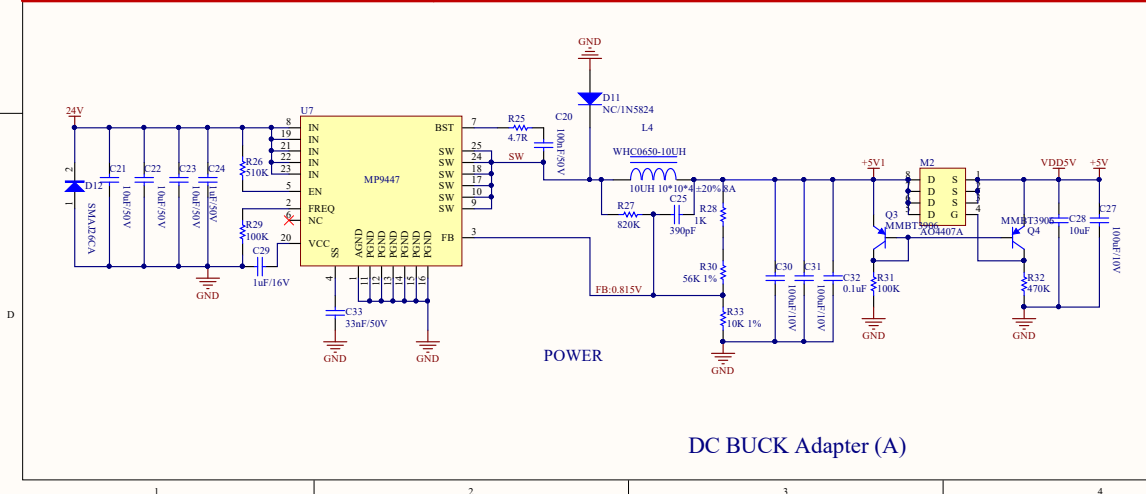 GND
D11
NC/1N5824
24V
U7
8
19
21
22
23
5
2
6
20
IN
IN
IN
IN
IN
EN
FREQ
NC
VCC
MP9447
BST
SW
SW
SW
SW
SW
SW
FB
7
25
24
18
17
10
9
3
SS
AGND
PGND
PGND
PGND
PGND
PGND
PGND
4
1
11
12
13
14
15
16
2
D12
1
SMAJ26CA
C21
10uF/50V
C22
10uF/50V
C23
10uF/50V
C24
1uF/50V
R26
510K
R29
100K
C29
1uF/16V
GND
C33
33nF/50V
GND
GND
R25
4.7R
C20
100nF/50V
SW
L4
WHC0650-10UH
10UH 10*10*4 ±20% 8A
R27
820K
C25
390pF
R28
1K
R30
56K 1%
FB:0.815V
R33
10K 1%
GND
C30
100uF/10V
C31
100uF/10V
C32
0.1uF
+5V1
Q3
MMBT3906
R31
100K
GND
M2
8
D
D
D
D
S
S
S
G
1
4
AO4407A
MMBT3906
Q4
R32
470K
GND
VDD5V
+5V
C28
10uF
C27
100uF/10V
POWER
DC BUCK Adapter (A)
D
1
2
3
4